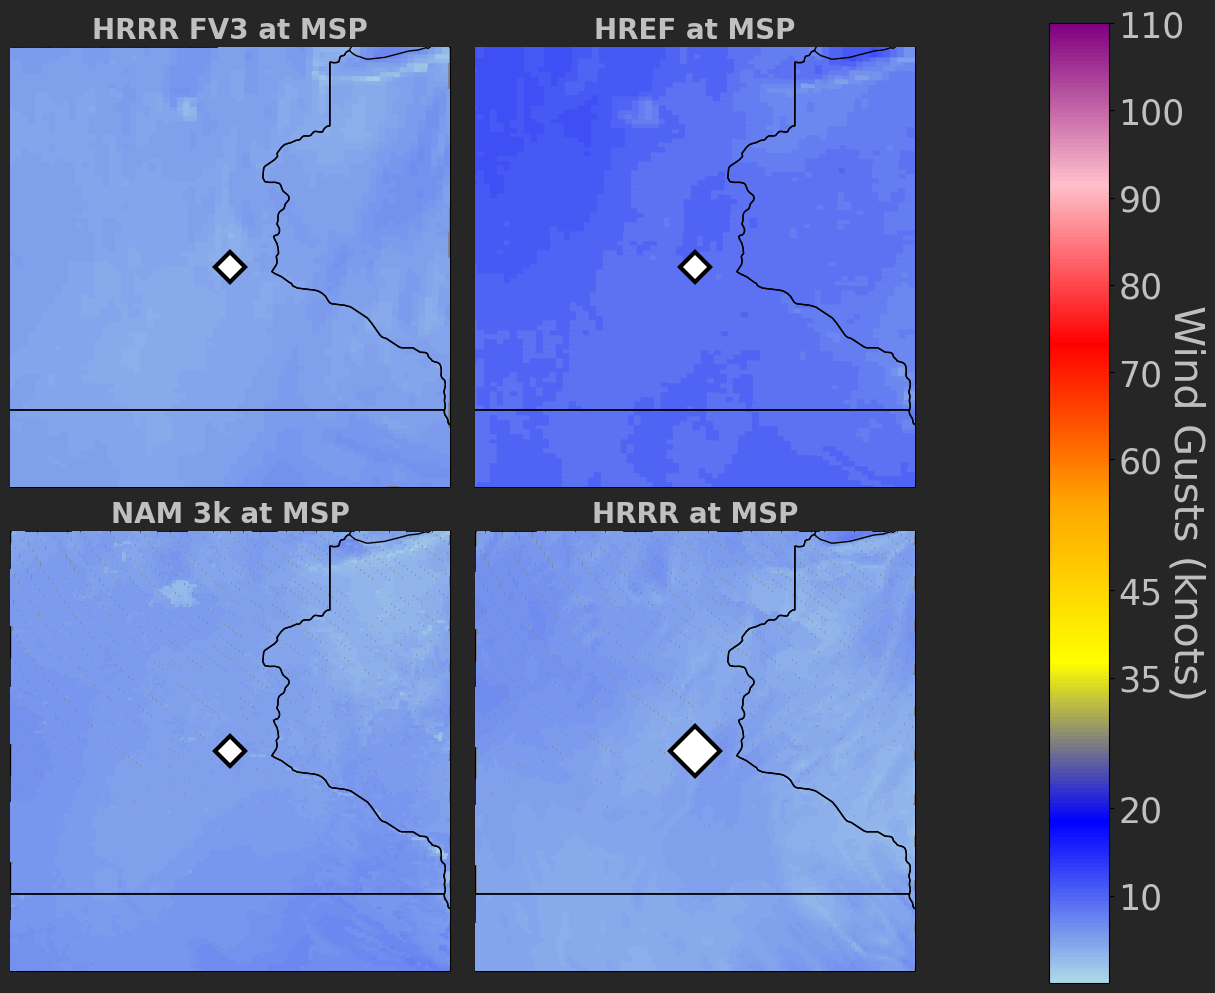 HRRR FV3 at MSP
HREF at MSP
NAM 3k at MSP
HRRR at MSP
110
100
90
80
70
60
45
35
20
10
Wind Gusts (knots)